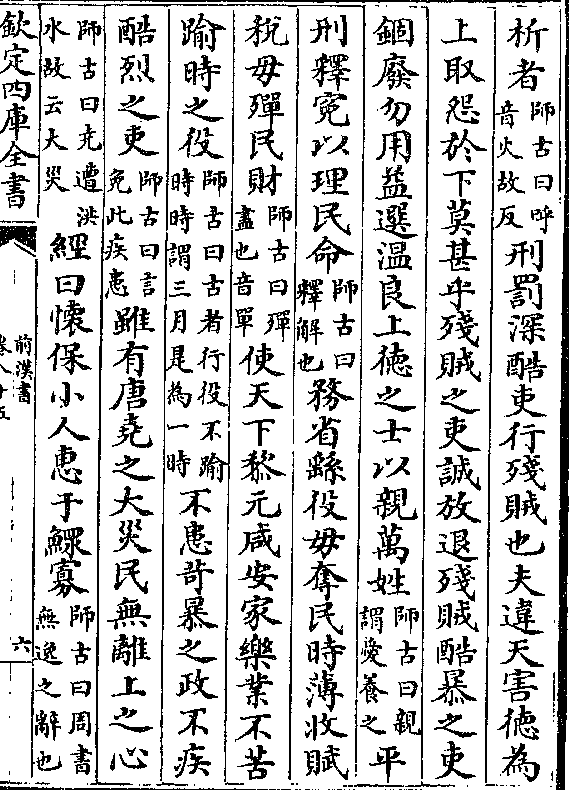 析者師古曰呼音火故反刑罰深酷吏行殘賊也夫違天害德為
上取怨於下莫甚乎殘賊之吏誠放退殘賊酷暴之吏
錮廢勿用益選溫良上德之士以親萬姓師古曰親謂愛養之平
刑釋寃以理民命師古曰釋解也務省繇役毋奪民時薄收賦
稅毋殫民財師古曰殫盡也音單使天下黎元咸安家樂業不苦
踰時之役師古曰古者行役不踰時時謂三月是為一時不患苛暴之政不疾
酷烈之吏師古曰言免此疾患雖有唐堯之大災民無離上之心
師古曰尭遭洪水故云大災經曰懷保小人惠于鰥寡師古曰周書無逸之辭也
欽定四庫全書
前漢書
卷八十五
六